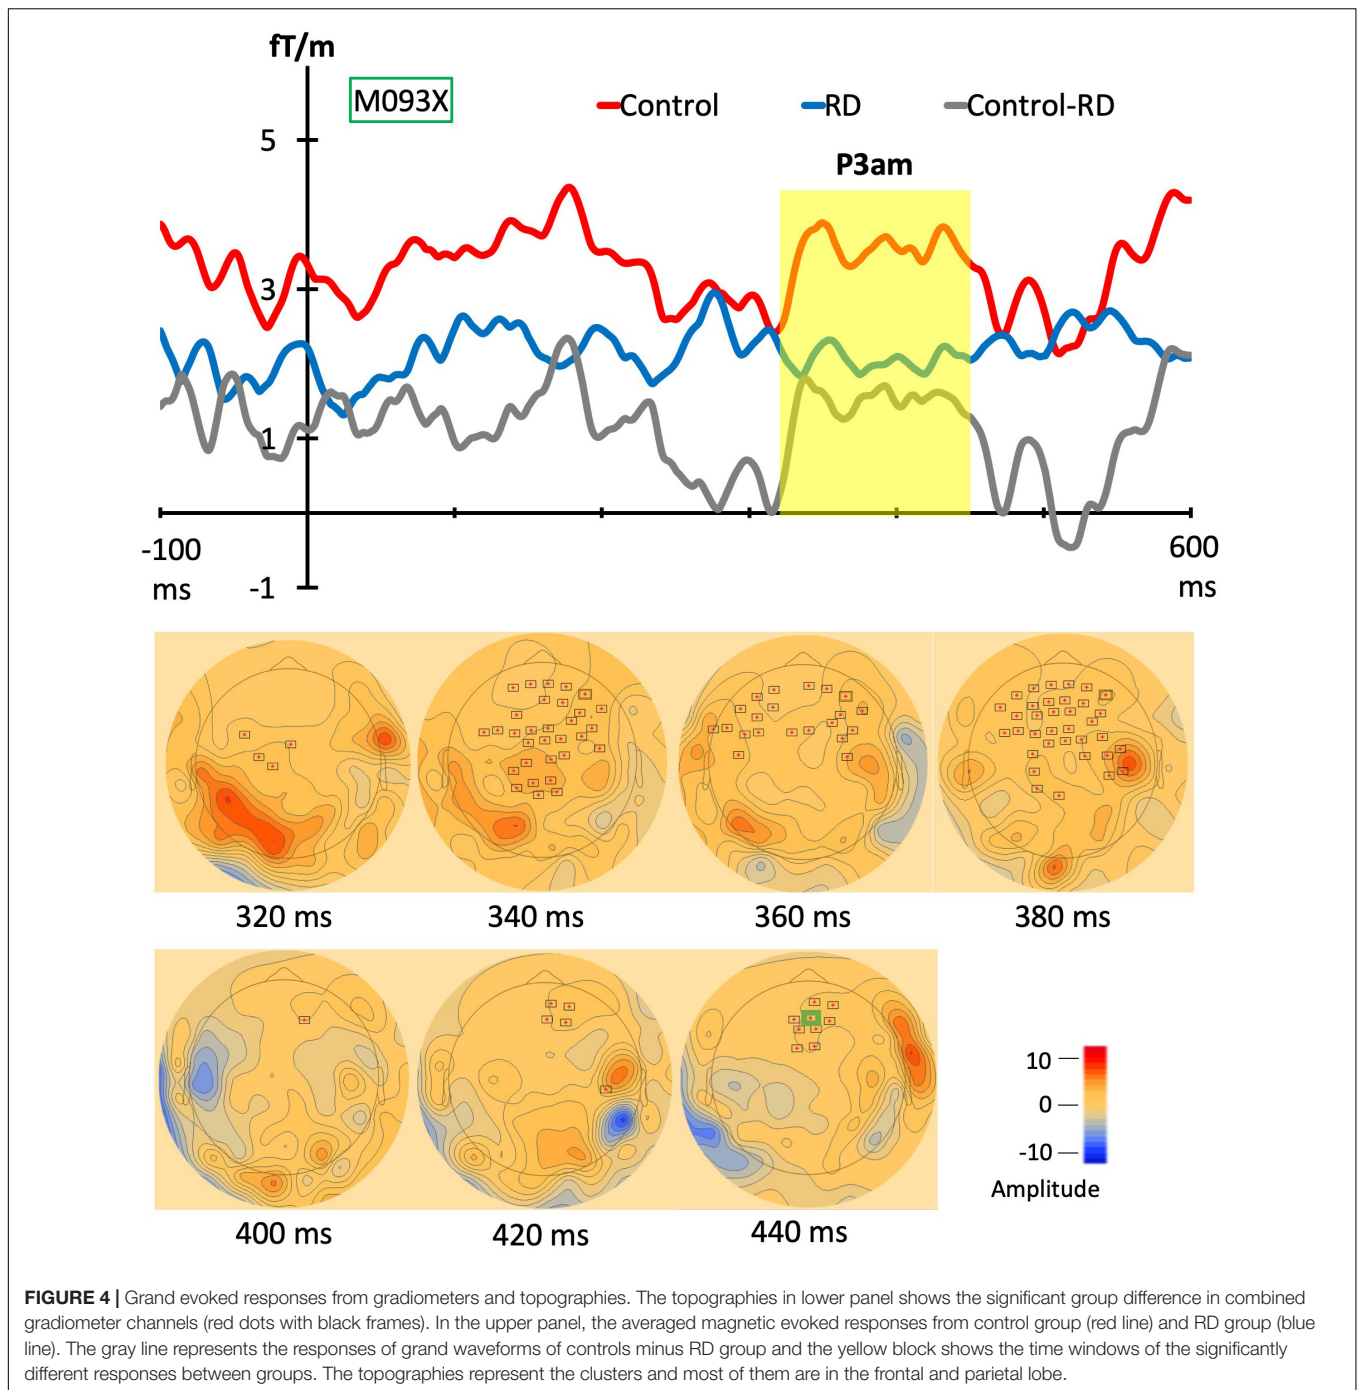 fT/m
M093X
Control
RD
Control-RD
5
P3am
3
1
-100
ms
600
ms
-1
320 ms
340 ms
360 ms
380 ms
400 ms
420 ms
440 ms
10
0
-10
Amplitude
FIGURE 4 | Grand evoked responses from gradiometers and topographies. The topographies in lower panel shows the significant group difference in combined
gradiometer channels (red dots with black frames). In the upper panel, the averaged magnetic evoked responses from control group (red line) and RD group (blue
line). The gray line represents the responses of grand waveforms of controls minus RD group and the yellow block shows the time windows of the significantly
different responses between groups. The topographies represent the clusters and most of them are in the frontal and parietal lobe.